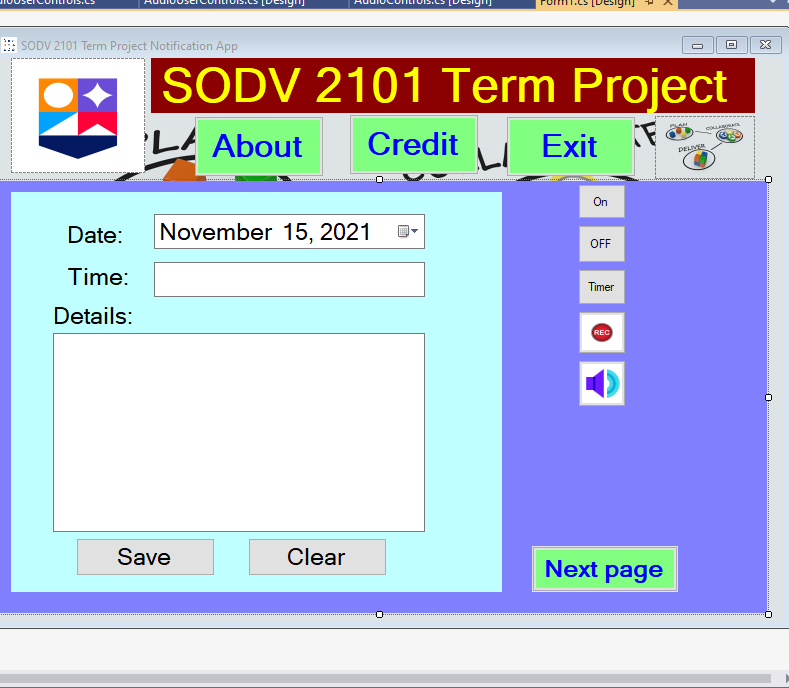 AudioUserControls.cs [Design]
AudioControls.cs [Design]
Form1.cs [Design]
SODV 2101 Term Project Notification App
SODV 2101 Term Project
About
Credit
Exit
PLAN
COLLABORATE
DELIVER
On
Date:
November 15, 2021
OFF
Time:
Timer
Details:
REC
Save
Clear
Next page